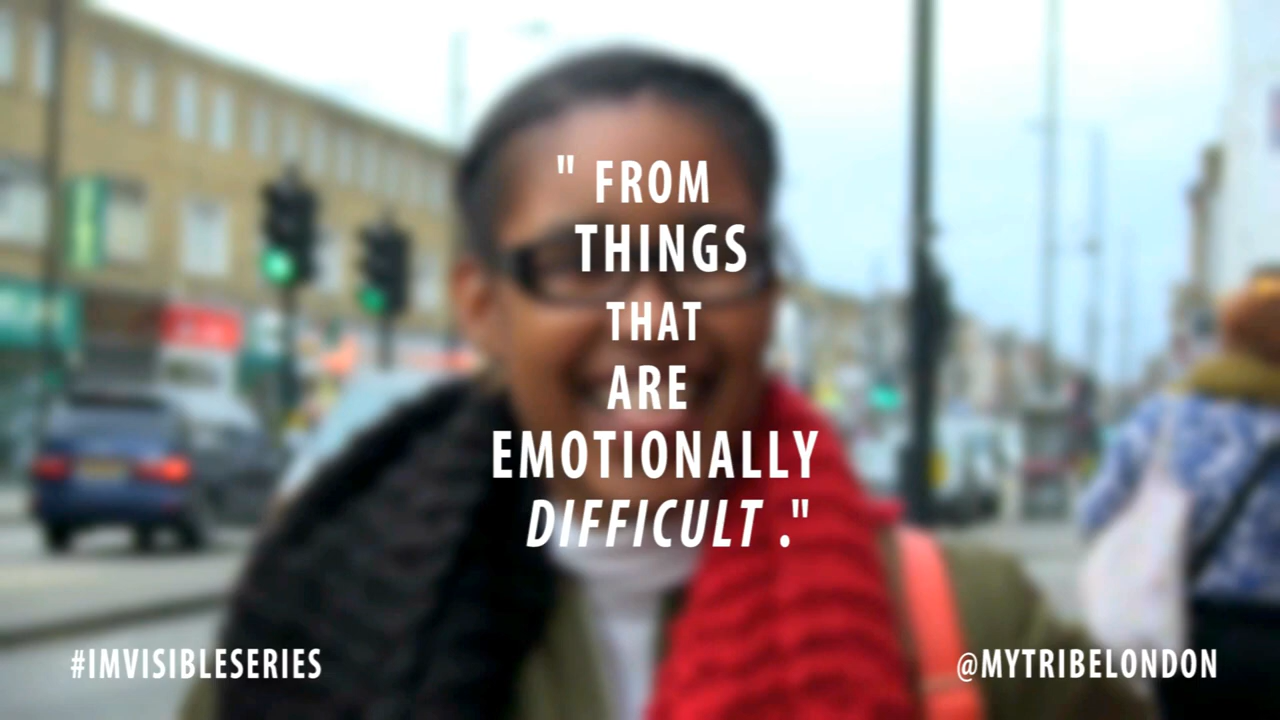 " FROM
THINGS
THAT
ARE
EMOTIONALLY
DIFFICULT ."
#IMVISIBLESERIES
@MYTRIBELONDON